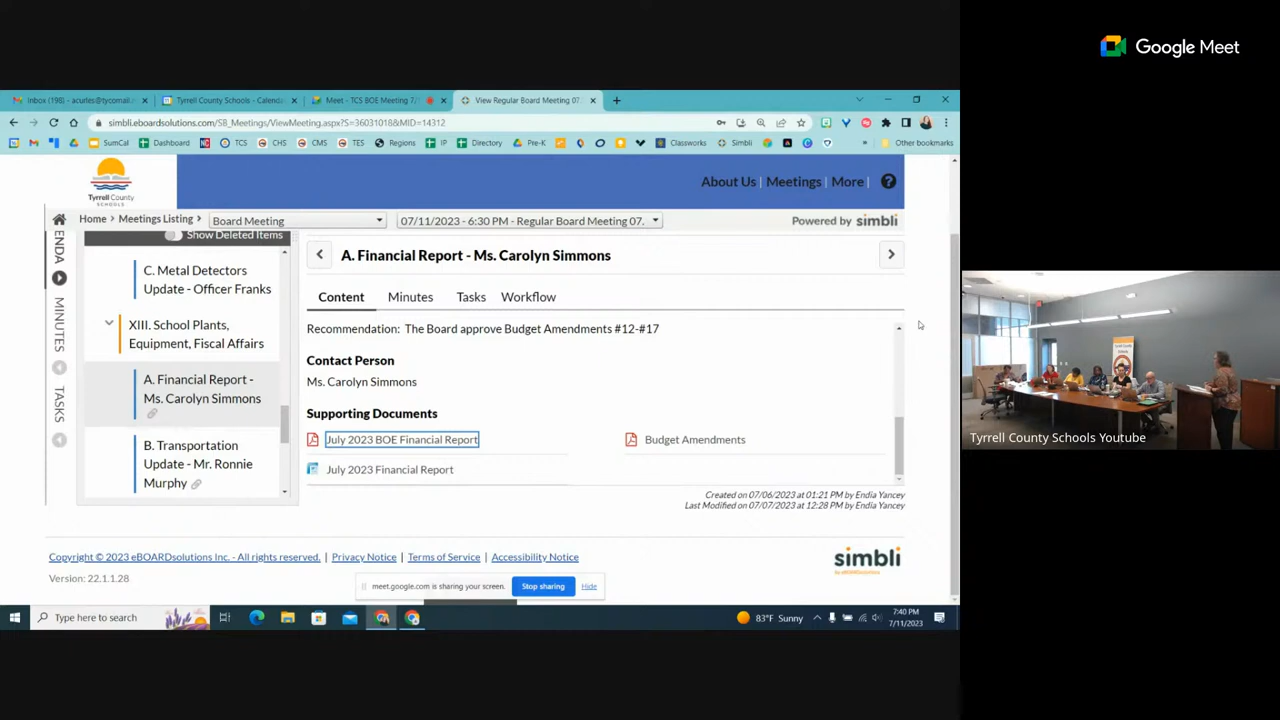 Google Meet
Inbox (198) - acurles@tycomail.
Tyrrell County Schools - Calenda
Meet - TCS BOE Meeting 7/
View Regular Board Meeting 07.
simbli.eboardsolutions.com/SB_Meetings/ViewMeeting.aspx?S=36031018&MID=14312
SumCal
Dashboard
TCS
CHS
CMS
TES
Regions
IP
Directory
Pre-K
Classworks
Simbli
Other bookmarks
Tyrrell County
SCHOOLS
About Us | Meetings | More |
Home > Meetings Listing >
Board Meeting
07/11/2023 - 6:30 PM - Regular Board Meeting 07.
Powered by simbli
ENDA
MINUTES
TASKS
Show Deleted Items
C. Metal Detectors
Update - Officer Franks
XIII. School Plants,
Equipment, Fiscal Affairs
A. Financial Report -
Ms. Carolyn Simmons
B. Transportation
Update - Mr. Ronnie
Murphy
A. Financial Report - Ms. Carolyn Simmons
Content
Minutes
Tasks
Workflow
Recommendation: The Board approve Budget Amendments #12-#17
Contact Person
Ms. Carolyn Simmons
Supporting Documents
July 2023 BOE Financial Report
Budget Amendments
July 2023 Financial Report
Created on 07/06/2023 at 01:21 PM by Endia Yancey
Last Modified on 07/07/2023 at 12:28 PM by Endia Yancey
Tyrrell County Schools Youtube
Copyright © 2023 eBOARDsolutions Inc. - All rights reserved.
Privacy Notice
Terms of Service
Accessibility Notice
simbli
Version: 22.1.1.28
meet.google.com is sharing your screen.
Stop sharing
Hide
Type here to search
83°F Sunny
7:40 PM
7/11/2023